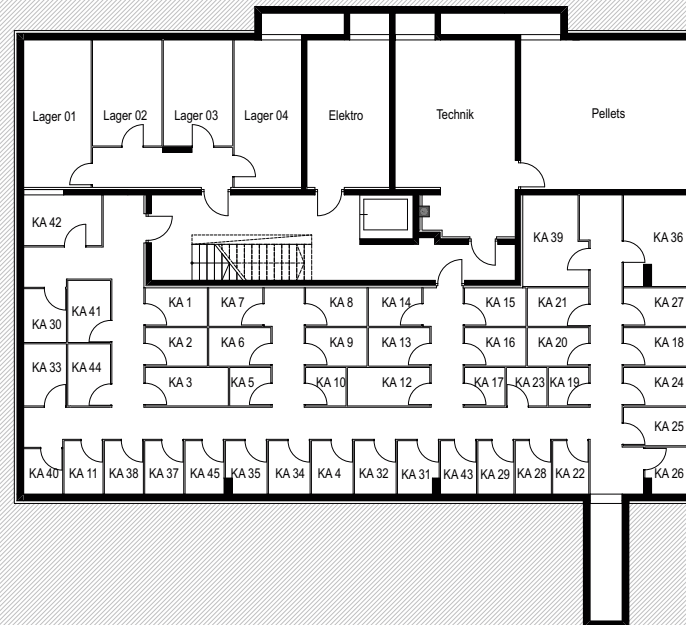 Lager 01
Lager 02
Lager 03
Lager 04
Elektro
Technik
Pellets
KA 42
KA 39
KA 36
KA 30
KA 41
KA 1
KA 7
KA 8
KA 14
KA 15
KA 21
KA 27
KA 2
KA 6
KA 9
KA 13
KA 16
KA 20
KA 18
KA 33
KA 44
KA 3
KA 5
KA 10
KA 12
KA 17
KA 23
KA 19
KA 24
KA 25
KA 40
KA 11
KA 38
KA 37
KA 45
KA 35
KA 34
KA 4
KA 32
KA 31
KA 43
KA 29
KA 28
KA 22
KA 26